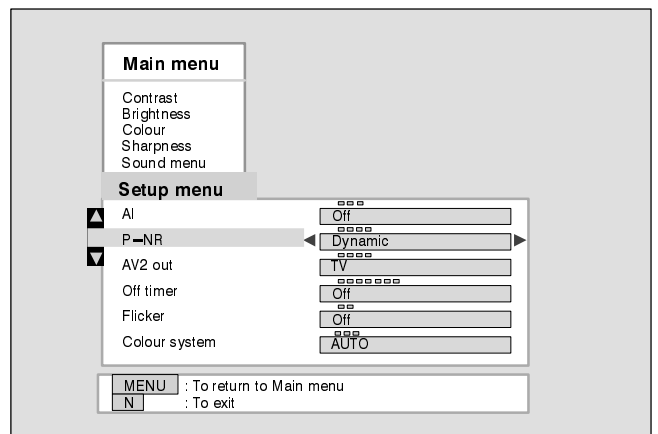 Main menu
Contrast
Brightness
Colour
Sharpness
Sound menu
Setup menu
AI Off
P-NR Dynamic
AV2 out TV
Off timer Off
Flicker Off
Colour system AUTO
MENU : To return to Main menu
N : To exit